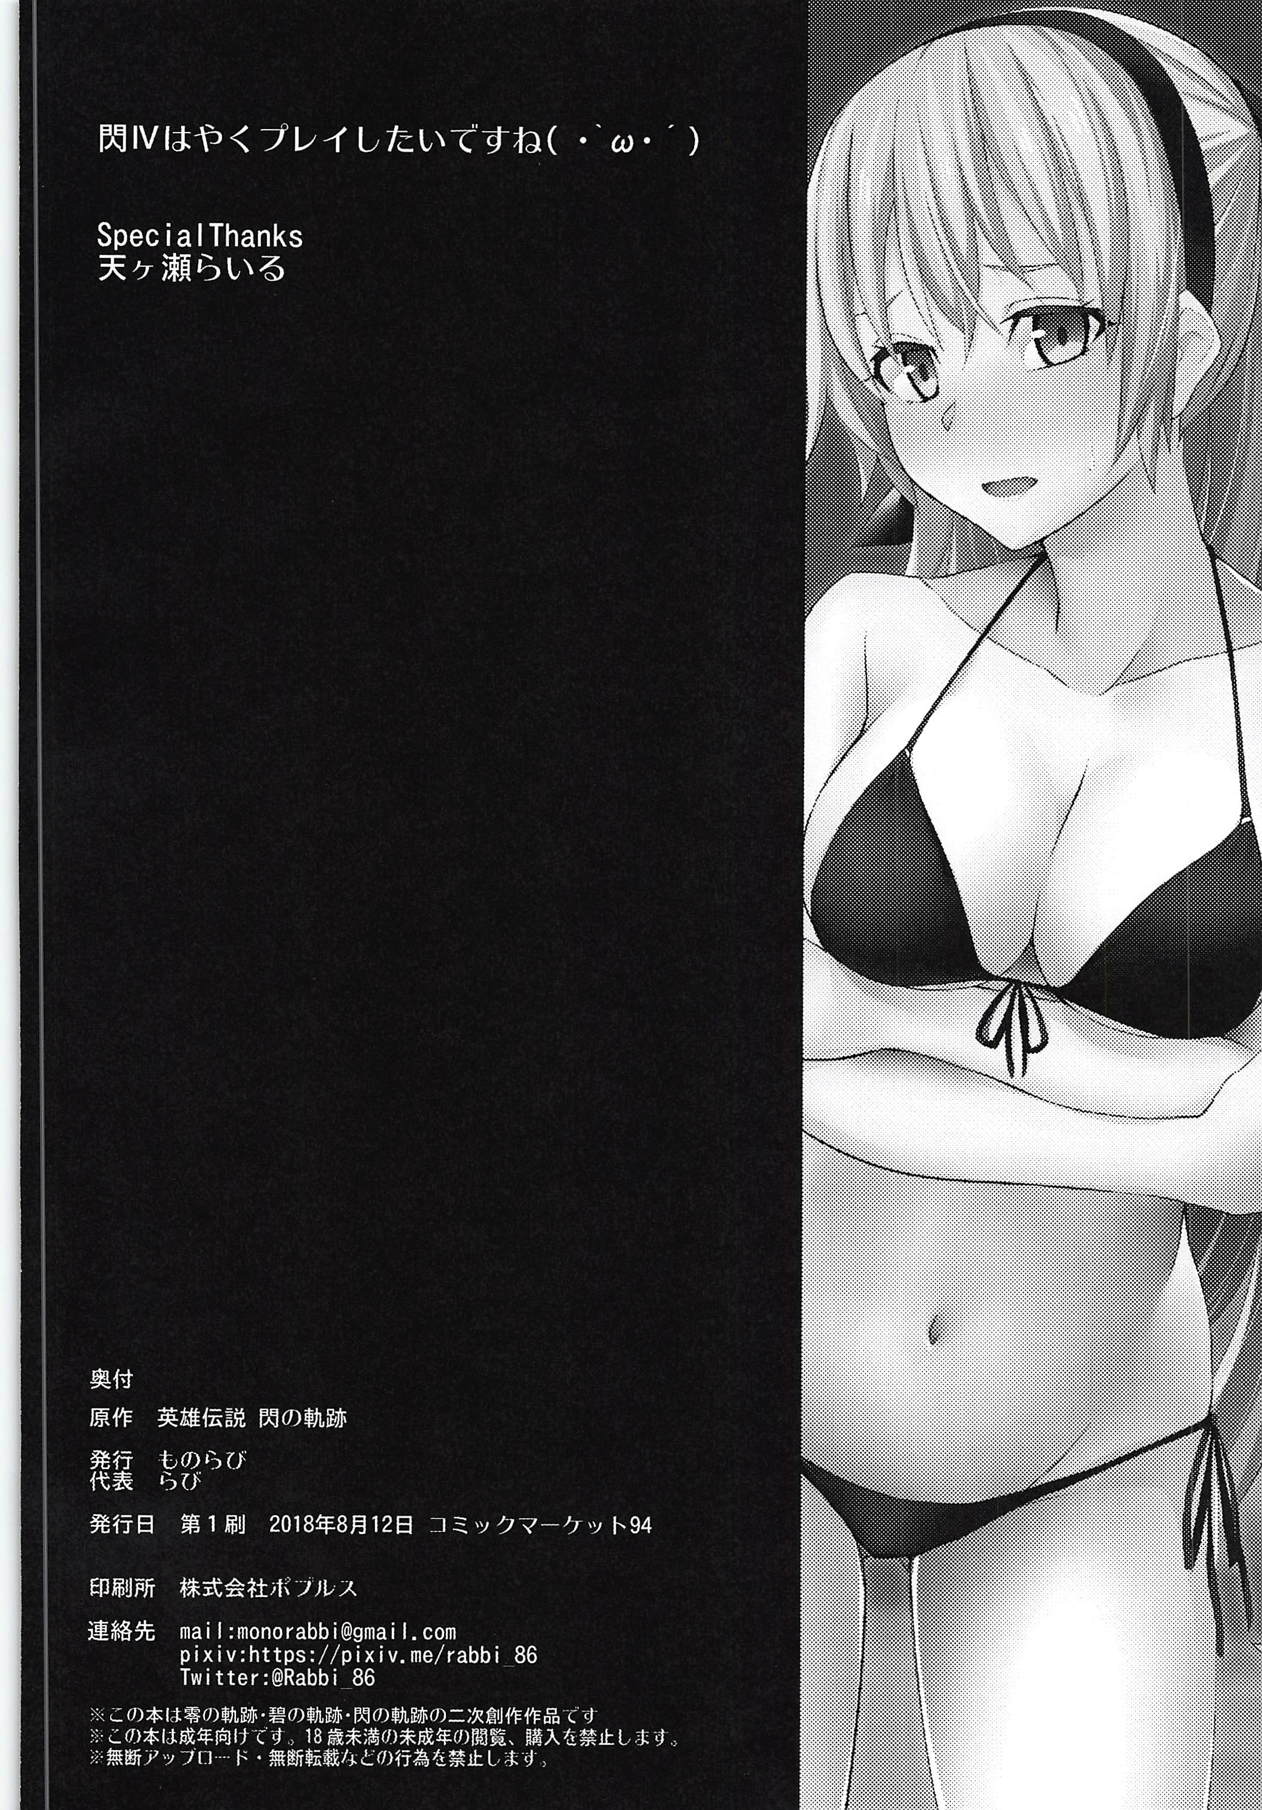 閃Ⅳはやくプレイしたいですね( ・｀ω・´ )
SpecialThanks
天ヶ瀬らいる
奥付
原作 英雄伝説 閃の軌跡
発行 ものらび
代表 らび
発行日 第１刷 2018年8月12日 コミックマーケット94
印刷所 株式会社ポプルス
連絡先 mail:monorabbi@gmail.com
pixiv:https://pixiv.me/rabbi_86
Twitter:@Rabbi_86
※この本は零の軌跡・碧の軌跡・閃の軌跡の二次創作作品です
※この本は成年向けです。18歳未満の未成年の閲覧、購入を禁止します。
※無断アップロード・無断転載などの行為を禁止します。